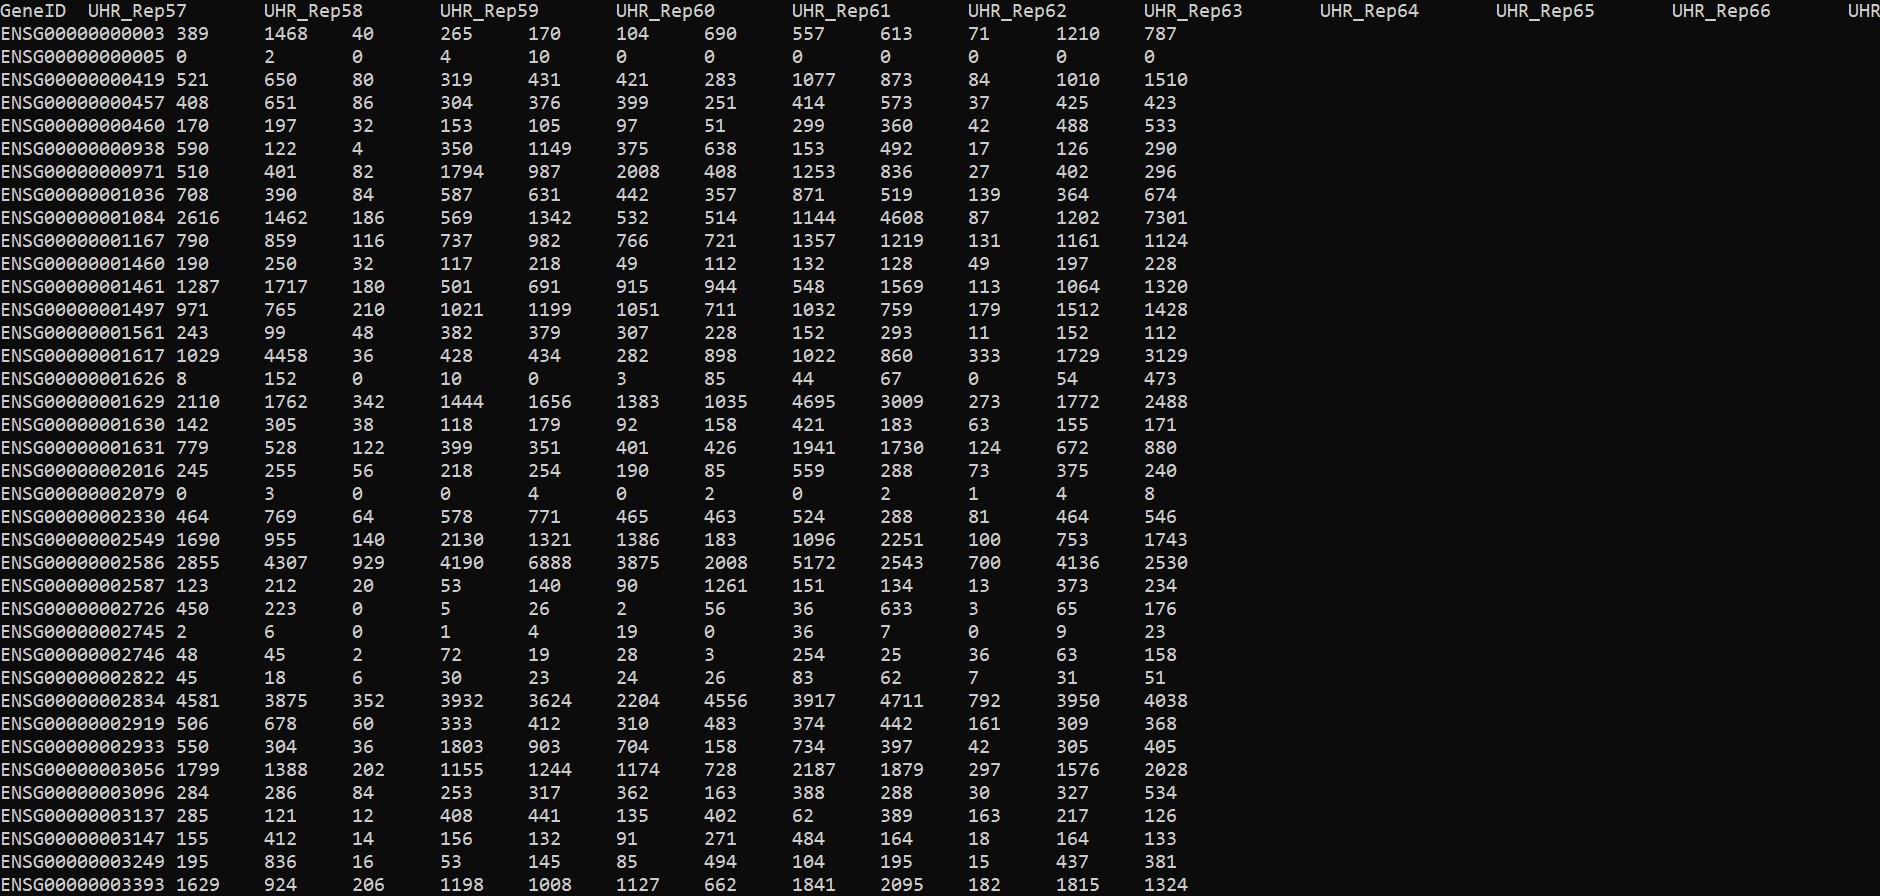 GeneID UHR_Rep57 UHR_Rep58 UHR_Rep59 UHR_Rep60 UHR_Rep61 UHR_Rep62 UHR_Rep63 UHR_Rep64 UHR_Rep65 UHR_Rep66 UHR
ENSG00000000003 389 1468 40 265 170 104 690 557 613 71 1210 787
ENSG00000000005 0 2 0 4 10 0 0 0 0 0 0 0
ENSG00000000419 521 650 80 319 431 421 283 1077 873 84 1010 1510
ENSG00000000457 408 651 86 304 376 399 251 414 573 37 425 423
ENSG00000000460 170 197 32 153 105 97 51 299 360 42 488 533
ENSG00000000938 590 122 4 350 1149 375 638 153 492 17 126 290
ENSG00000000971 510 401 82 1794 987 2008 408 1253 836 27 402 296
ENSG00000001036 708 390 84 587 631 442 357 871 519 139 364 674
ENSG00000001084 2616 1462 186 569 1342 532 514 1144 4608 87 1202 7301
ENSG00000001167 790 859 116 737 982 766 721 1357 1219 131 1161 1124
ENSG00000001460 190 250 32 117 218 49 112 132 128 49 197 228
ENSG00000001461 1287 1717 180 501 691 915 944 548 1569 113 1064 1320
ENSG00000001497 971 765 210 1021 1199 1051 711 1032 759 179 1512 1428
ENSG00000001561 243 99 48 382 379 307 228 152 293 11 152 112
ENSG00000001617 1029 4458 36 428 434 282 898 1022 860 333 1729 3129
ENSG00000001626 8 152 0 10 0 3 85 44 67 0 54 473
ENSG00000001629 2110 1762 342 1444 1656 1383 1035 4695 3009 273 1772 2488
ENSG00000001630 142 305 38 118 179 92 158 421 183 63 155 171
ENSG00000001631 779 528 122 399 351 401 426 1941 1730 124 672 880
ENSG00000002016 245 255 56 218 254 190 85 559 288 73 375 240
ENSG00000002079 0 3 0 0 4 0 2 0 2 1 4 8
ENSG00000002330 464 769 64 578 771 465 463 524 288 81 464 546
ENSG00000002549 1690 955 140 2130 1321 1386 183 1096 2251 100 753 1743
ENSG00000002586 2855 4307 929 4190 6888 3875 2008 5172 2543 700 4136 2530
ENSG00000002587 123 212 20 53 140 90 1261 151 134 13 373 234
ENSG00000002726 450 223 0 5 26 2 56 36 633 3 65 176
ENSG00000002745 2 6 0 1 4 19 0 36 7 0 9 23
ENSG00000002746 48 45 2 72 19 28 3 254 25 36 63 158
ENSG00000002822 45 18 6 30 23 24 26 83 62 7 31 51
ENSG00000002834 4581 3875 352 3932 3624 2204 4556 3917 4711 792 3950 4038
ENSG00000002919 506 678 60 333 412 310 483 374 442 161 309 368
ENSG00000002933 550 304 36 1803 903 704 158 734 397 42 305 405
ENSG00000003056 1799 1388 202 1155 1244 1174 728 2187 1879 297 1576 2028
ENSG00000003096 284 286 84 253 317 362 163 388 288 30 327 534
ENSG00000003137 285 121 12 408 441 135 402 62 389 163 217 126
ENSG00000003147 155 412 14 156 132 91 271 484 164 18 164 133
ENSG00000003249 195 836 16 53 145 85 494 104 195 15 437 381
ENSG00000003393 1629 924 206 1198 1008 1127 662 1841 2095 182 1815 1324